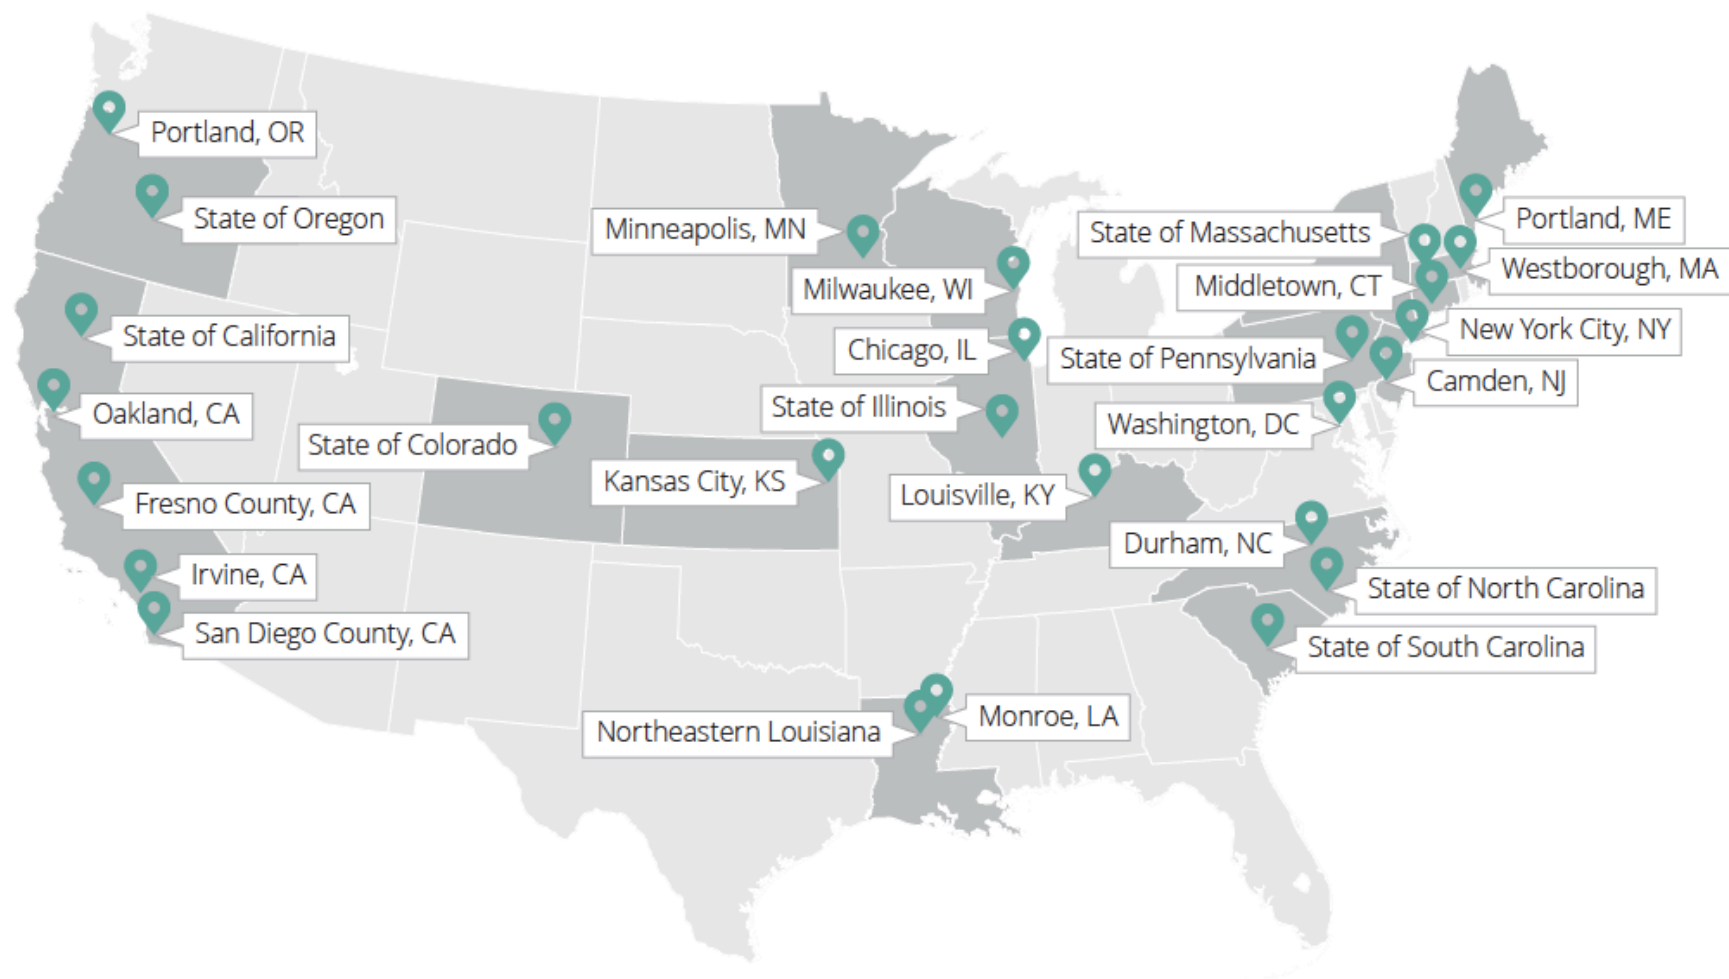 Portland, OR
State of Oregon
State of California
Oakland, CA
Fresno County, CA
Irvine, CA
San Diego County, CA
State of Colorado
Kansas City, KS
Minneapolis, MN
Milwaukee, WI
Chicago, IL
State of Illinois
Louisville, KY
Northeastern Louisiana
Monroe, LA
State of Massachusetts
Middletown, CT
State of Pennsylvania
Washington, DC
Durham, NC
Portland, ME
Westborough, MA
New York City, NY
Camden, NJ
State of North Carolina
State of South Carolina